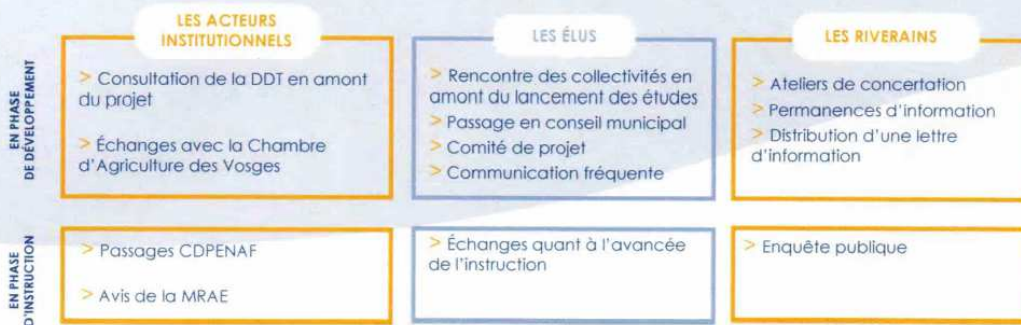 LES ACTEURS
INSTITUTIONNELS
LES ÉLUS
LES RIVERAINS
EN PHASE
DE DÉVELOPPEMENT
> Consultation de la DDT en amont
du projet
> Échanges avec la Chambre
d'Agriculture des Vosges
> Rencontre des collectivités en
amont du lancement des études
> Passage en conseil municipal
> Comité de projet
> Communication fréquente
> Ateliers de concertation
> Permanences d'information
> Distribution d'une lettre
d'information
EN PHASE
D'INSTRUCTION
> Passages CDPENAF
> Avis de la MRAE
> Échanges quant à l'avancée
de l'instruction
> Enquête publique